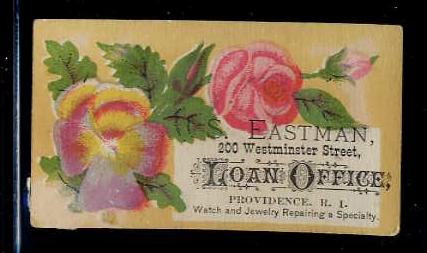 S. EASTMAN,
200 Westminster Street,
LOAN OFFICE,
PROVIDENCE. R. I.
Watch and Jewelry Repairing a Specialty.